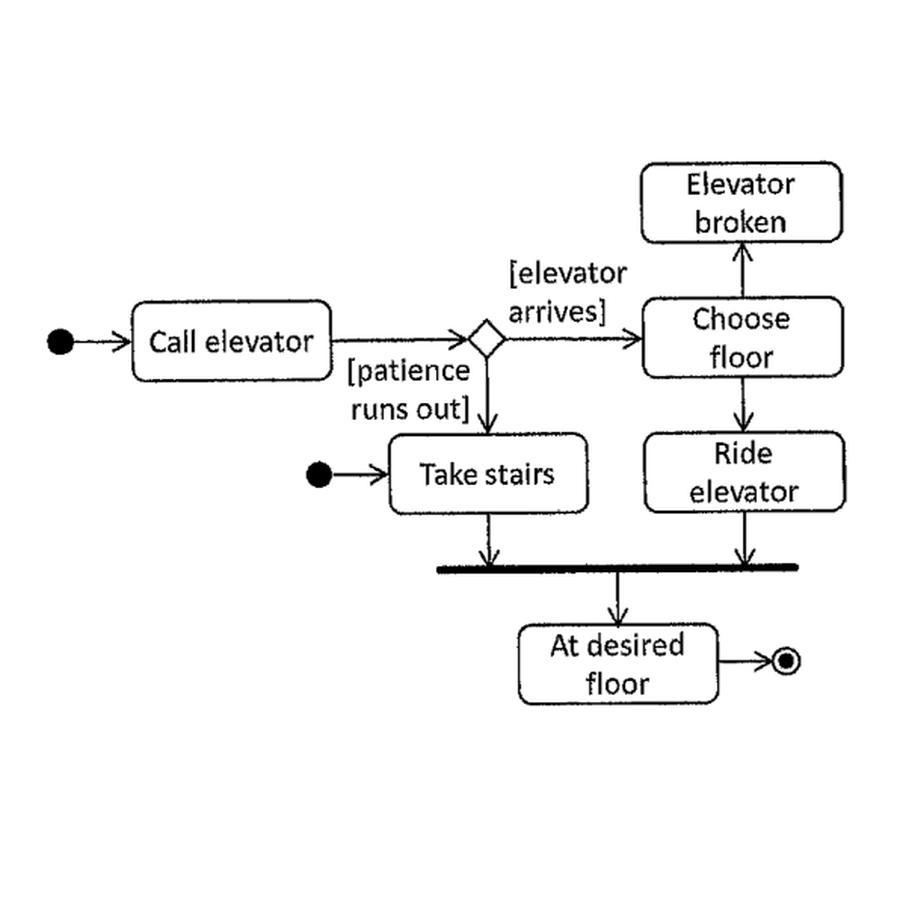 Elevator
broken
[elevator
arrives]
Call elevator
Choose
floor
[patience
runs out]
Take stairs
Ride
elevator
At desired
floor